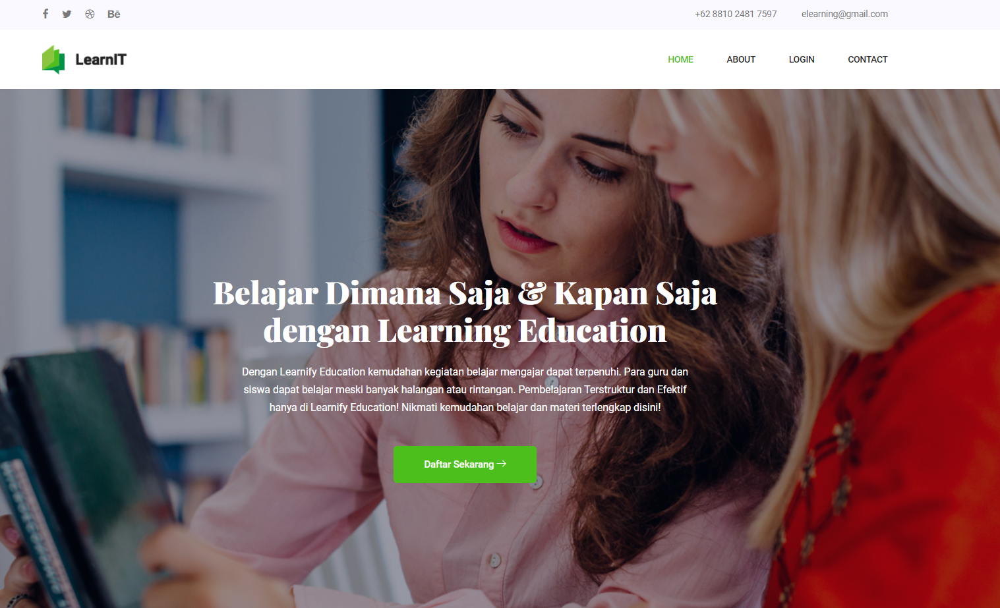 +62 8810 2481 7597 elearning@gmail.com
LearnIT
HOME ABOUT LOGIN CONTACT
Belajar Dimana Saja & Kapan Saja
dengan Learning Education
Dengan Learnify Education kemudahan kegiatan belajar mengajar dapat terpenuhi. Para guru dan
siswa dapat belajar meski banyak halangan atau rintangan. Pembelajaran Terstruktur dan Efektif
hanya di Learnify Education! Nikmati kemudahan belajar dan materi terlengkap disini!
Daftar Sekarang →